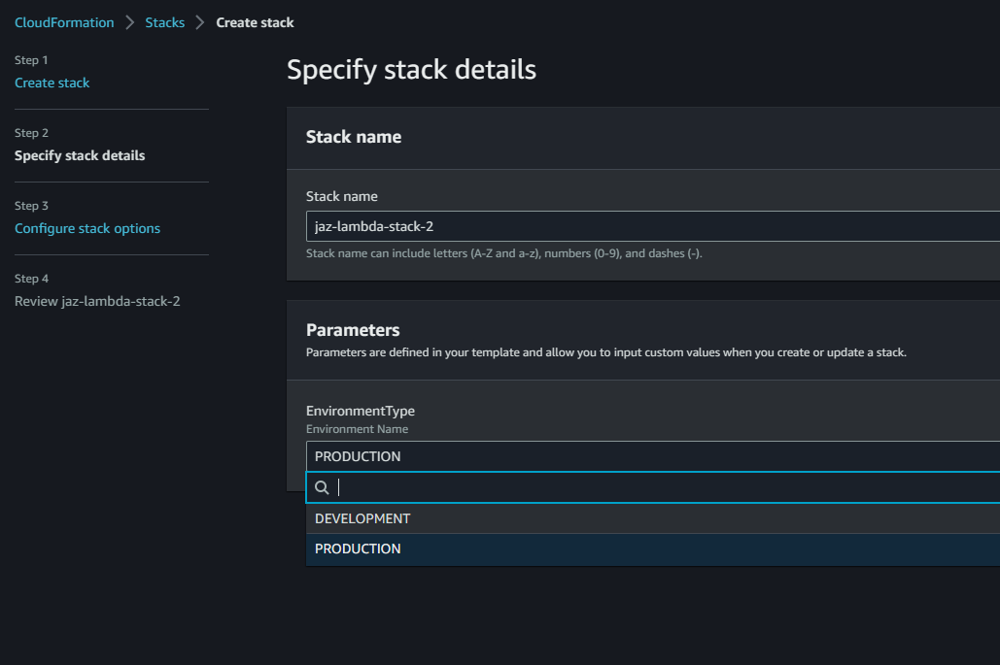 CloudFormation > Stacks > Create stack
Step 1
Create stack
Step 2
Specify stack details
Step 3
Configure stack options
Step 4
Review jaz-lambda-stack-2
Specify stack details
Stack name
Stack name
jaz-lambda-stack-2
Stack name can include letters (A-Z and a-z), numbers (0-9), and dashes (-).
Parameters
Parameters are defined in your template and allow you to input custom values when you create or update a stack.
EnvironmentType
Environment Name
PRODUCTION
DEVELOPMENT
PRODUCTION